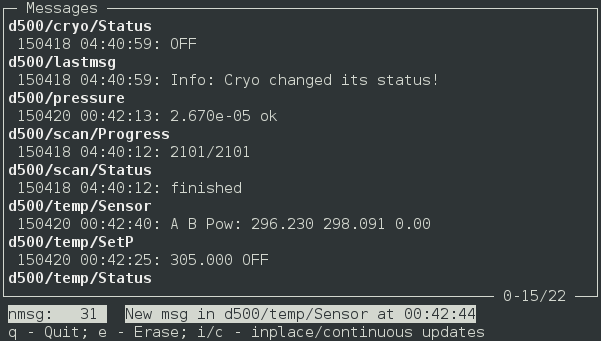 Messages
d500/cryo/Status
150418 04:40:59: OFF
d500/lastmsg
150418 04:40:59: Info: Cryo changed its status!
d500/pressure
150420 00:42:13: 2.670e-05 ok
d500/scan/Progress
150418 04:40:12: 2101/2101
d500/scan/Status
150418 04:40:12: finished
d500/temp/Sensor
150420 00:42:40: A B Pow: 296.230 298.091 0.00
d500/temp/SetP
150420 00:42:25: 305.000 OFF
d500/temp/Status
0-15/22
nmsg: 31 New msg in d500/temp/Sensor at 00:42:44
q - Quit; e - Erase; i/c - inplace/continuous updates